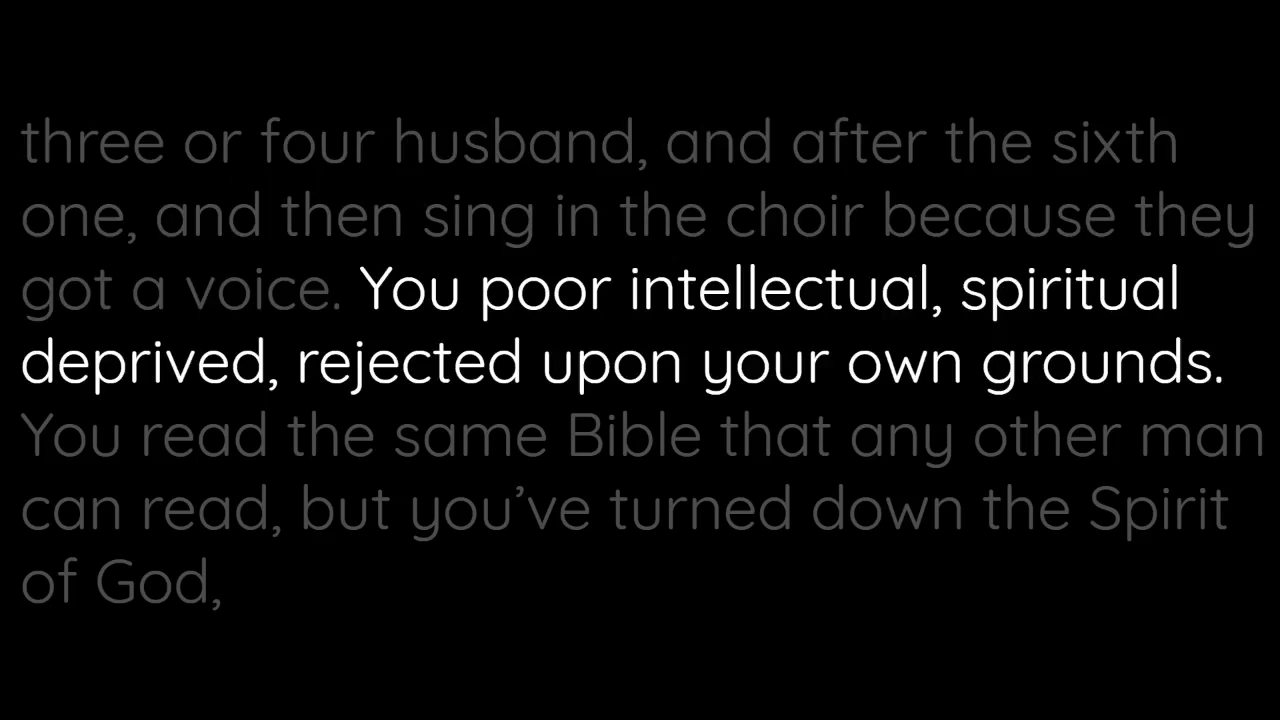 three or four husband, and after the sixth
one, and then sing in the choir because they
got a voice. You poor intellectual, spiritual
deprived, rejected upon your own grounds.
You read the same Bible that any other man
can read, but you’ve turned down the Spirit
of God,